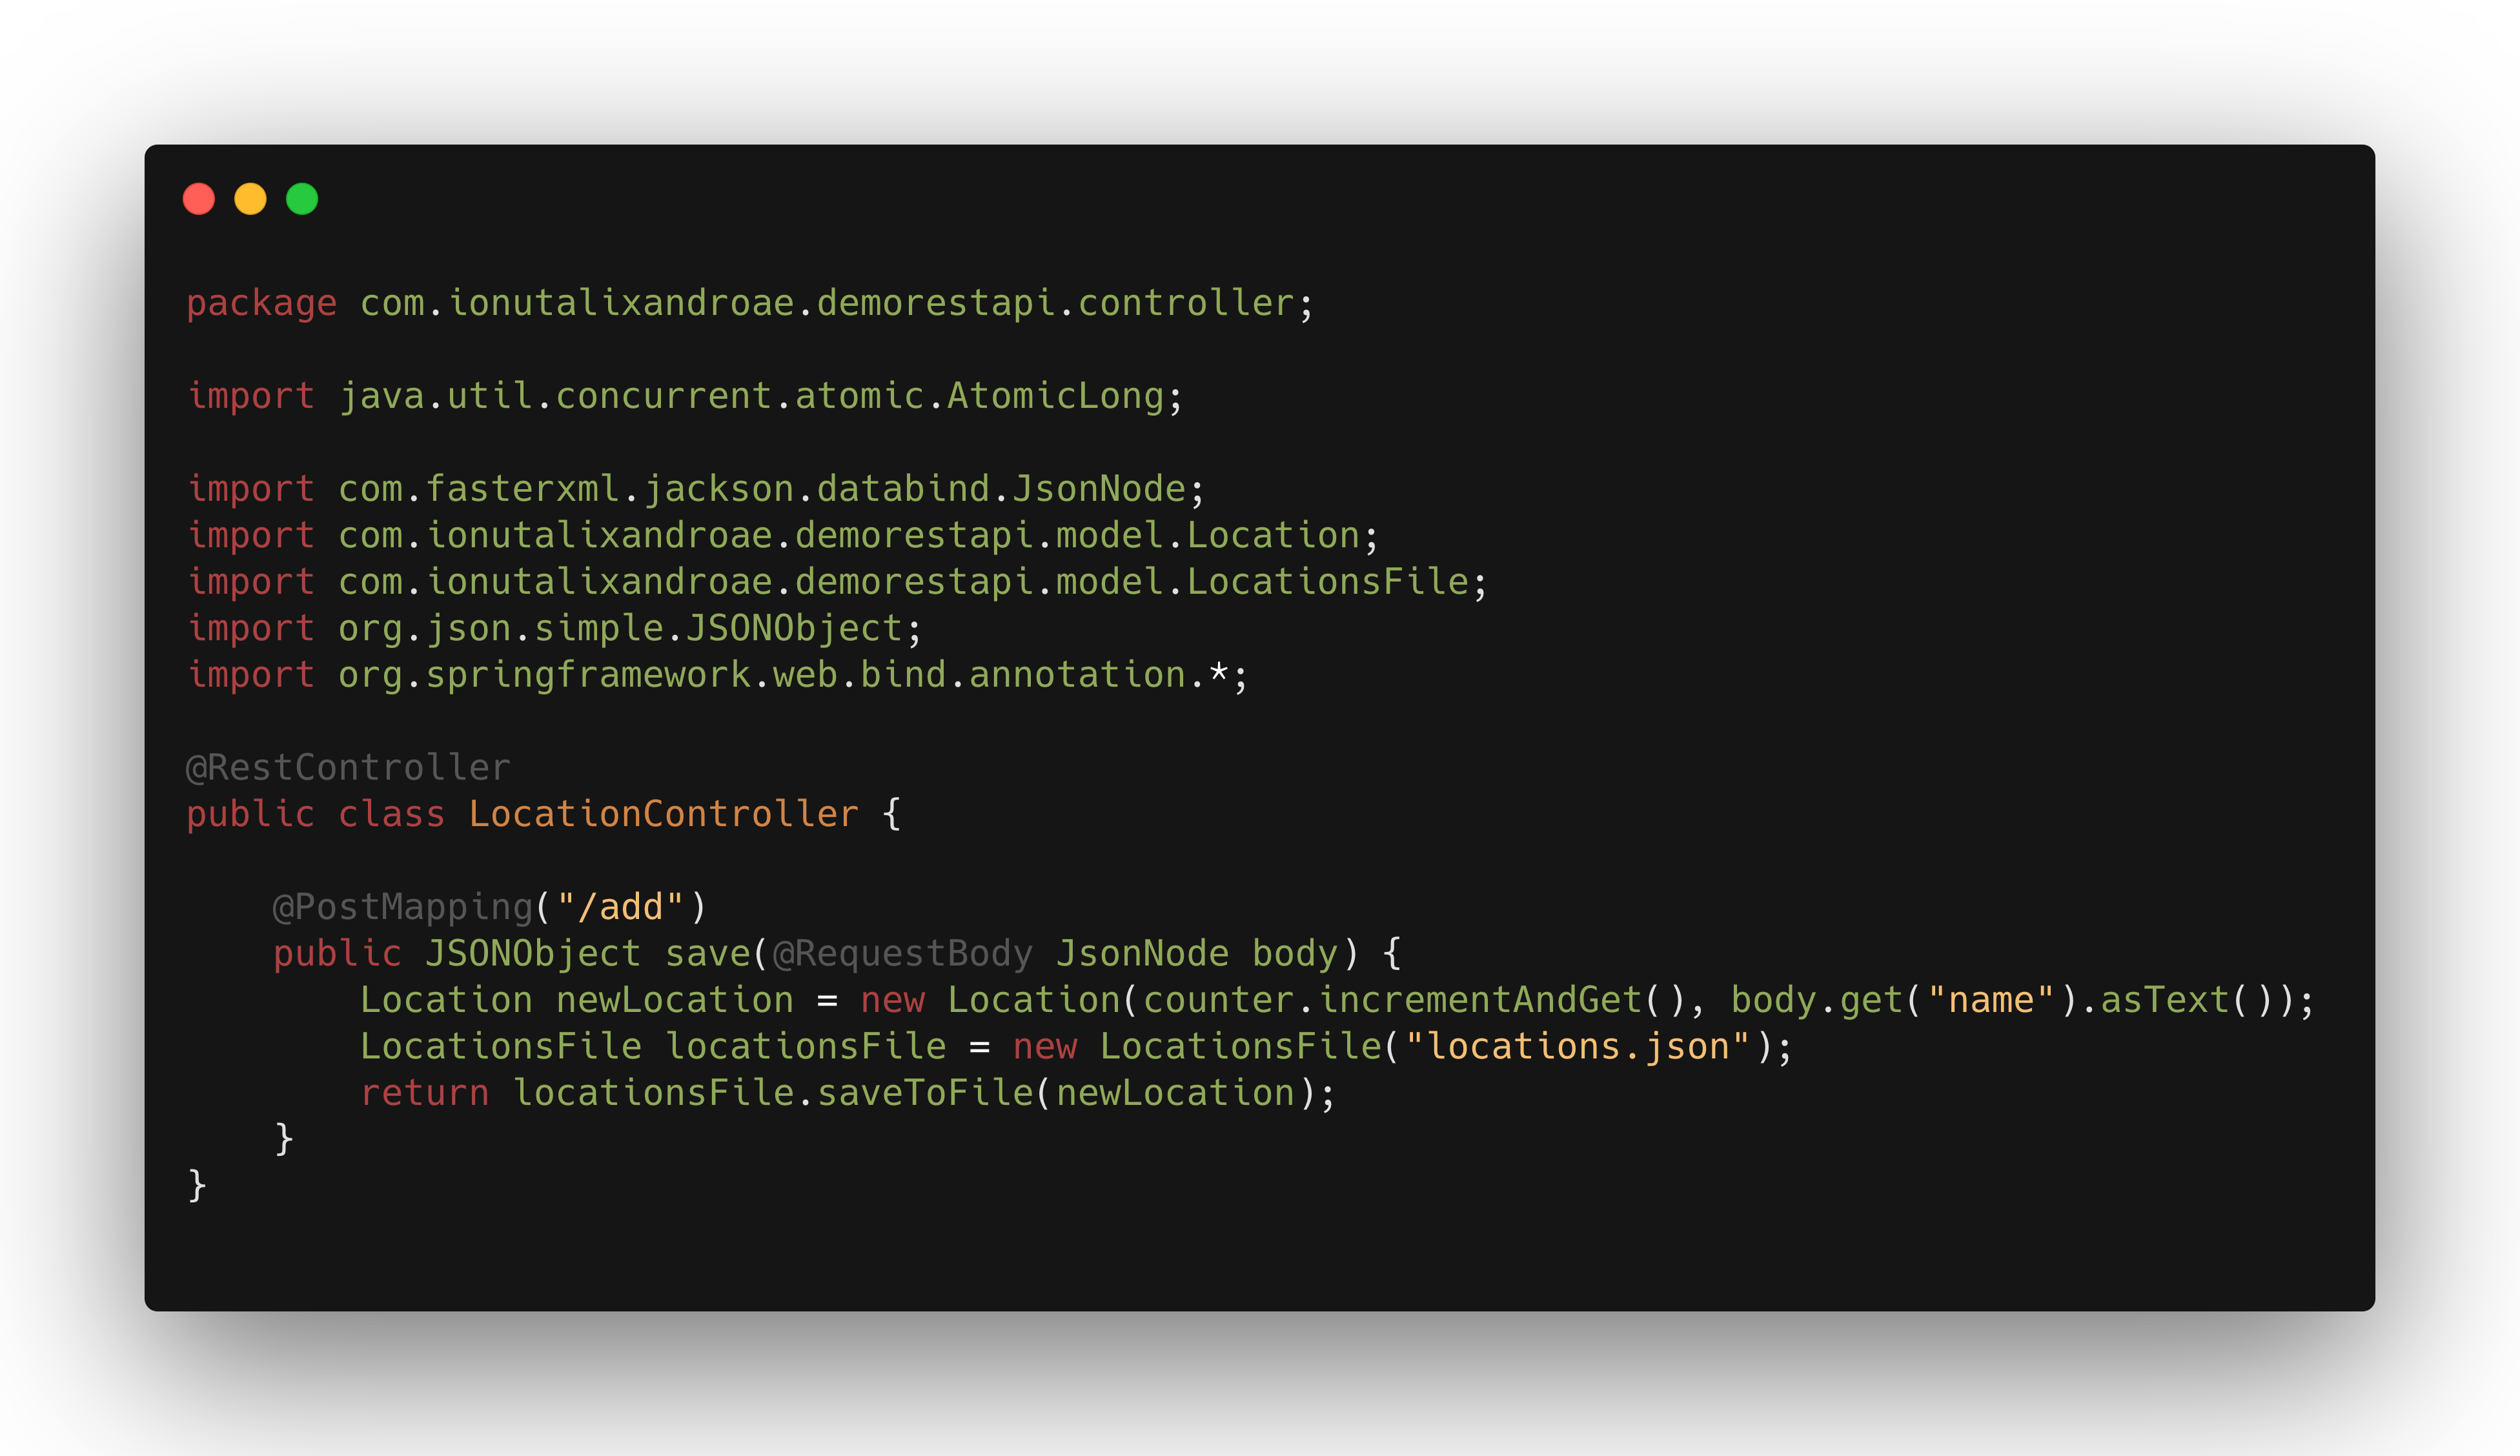 package com.ionutalixandroae.demorestapi.controller;

import java.util.concurrent.atomic.AtomicLong;

import com.fasterxml.jackson.databind.JsonNode;
import com.ionutalixandroae.demorestapi.model.Location;
import com.ionutalixandroae.demorestapi.model.LocationsFile;
import org.json.simple.JSONObject;
import org.springframework.web.bind.annotation.*;

@RestController
public class LocationController {

    @PostMapping("/add")
    public JSONObject save(@RequestBody JsonNode body) {
        Location newLocation = new Location(counter.incrementAndGet(), body.get("name").asText());
        LocationsFile locationsFile = new LocationsFile("locations.json");
        return locationsFile.saveToFile(newLocation);
    }
}